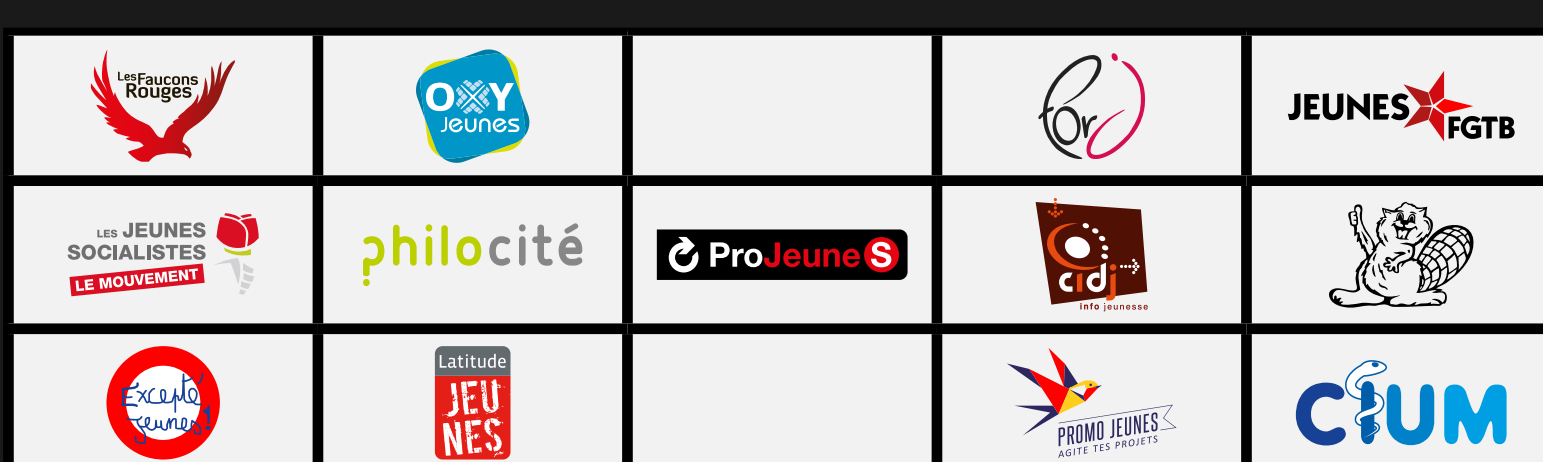 Les Faucons
Rouges
OXY
Jeunes
for j
JEUNES
FGTB
LES JEUNES
SOCIALISTES
LE MOUVEMENT
philocité
ProJeuneS
cidj
info jeunesse
Excepté
jeunes!
Latitude
JEU
NES
PROMO JEUNES
AGITE TES PROJETS
CIUM